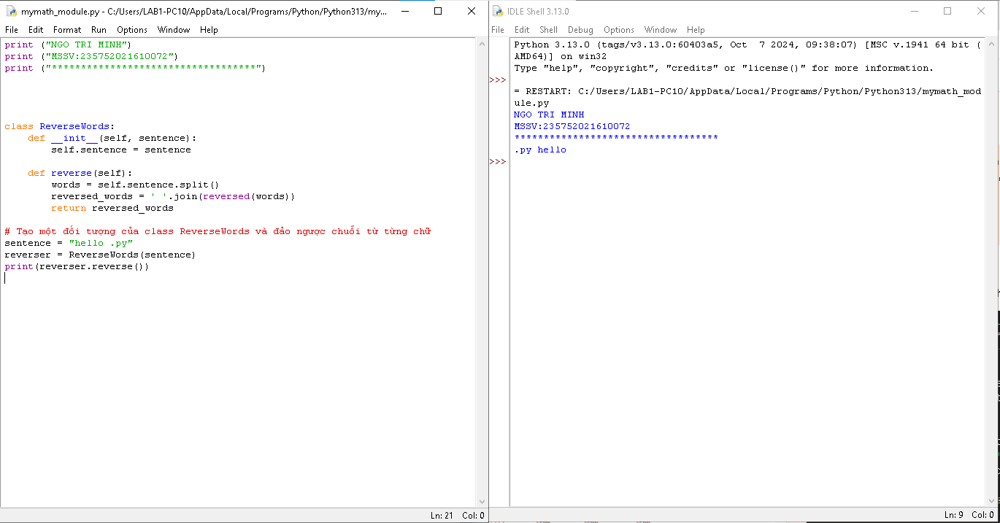 mymath_module.py - C:/Users/LAB1-PC10/AppData/Local/Programs/Python/Python313/my...
File Edit Format Run Options Window Help
print ("NGO TRI MINH")
print ("MSSV:235752021610072")
print ("***********************************")
class ReverseWords:
    def __init__(self, sentence):
        self.sentence = sentence
    def reverse(self):
        words = self.sentence.split()
        reversed_words = ' '.join(reversed(words))
        return reversed_words
# Tạo một đối tượng của class ReverseWords và đảo ngược chuỗi từ từng chữ
sentence = "hello .py"
reverser = ReverseWords(sentence)
print(reverser.reverse())
Ln: 21 Col: 0
IDLE Shell 3.13.0
File Edit Shell Debug Options Window Help
Python 3.13.0 (tags/v3.13.0:60403a5, Oct  7 2024, 09:38:07) [MSC v.1941 64 bit (
AMD64)] on win32
Type "help", "copyright", "credits" or "license()" for more information.
>>>
= RESTART: C:/Users/LAB1-PC10/AppData/Local/Programs/Python/Python313/mymath_mod
ule.py
NGO TRI MINH
MSSV:235752021610072
***********************************
.py hello
>>>
Ln: 9 Col: 0